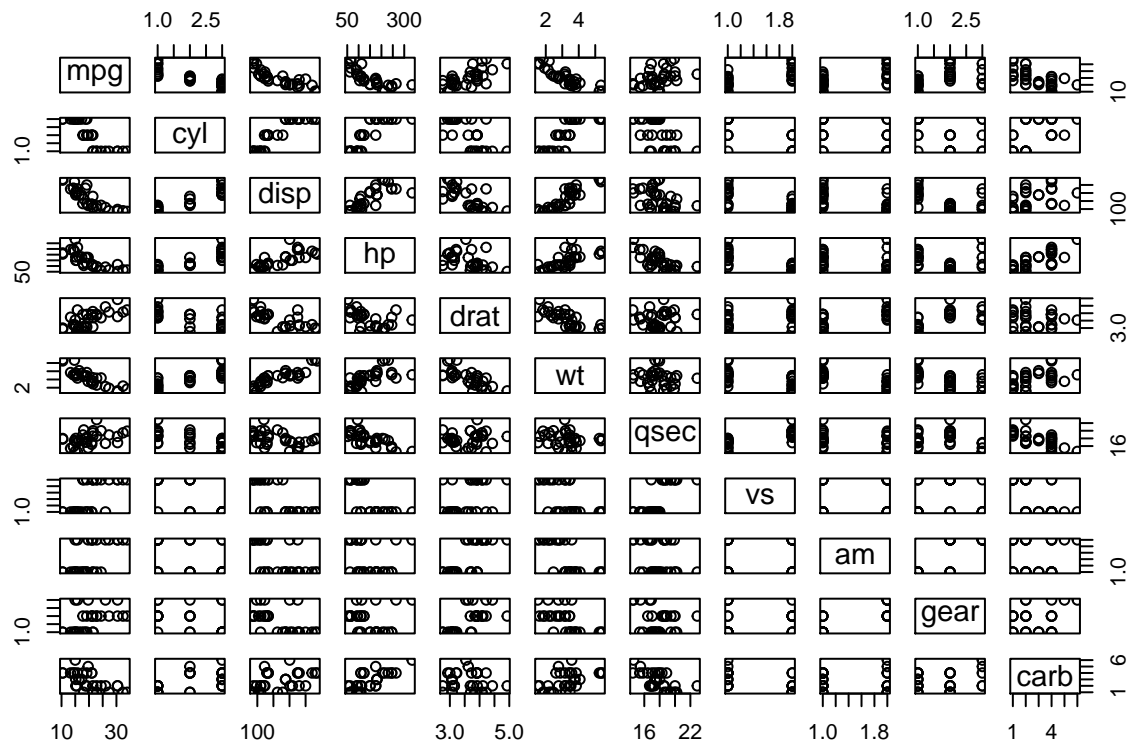 1.0 2.5 50 300 2 4 1.0 2.0 1.0 2.5
mpg 10
1.0 cyl
disp 100
50 hp
drat 3.0
2 wt
qsec 16
1.0 vs
am 1.0
1.0 gear
carb 1 6
10 30 100 3.0 5.0 16 22 1.0 1.8 1 4